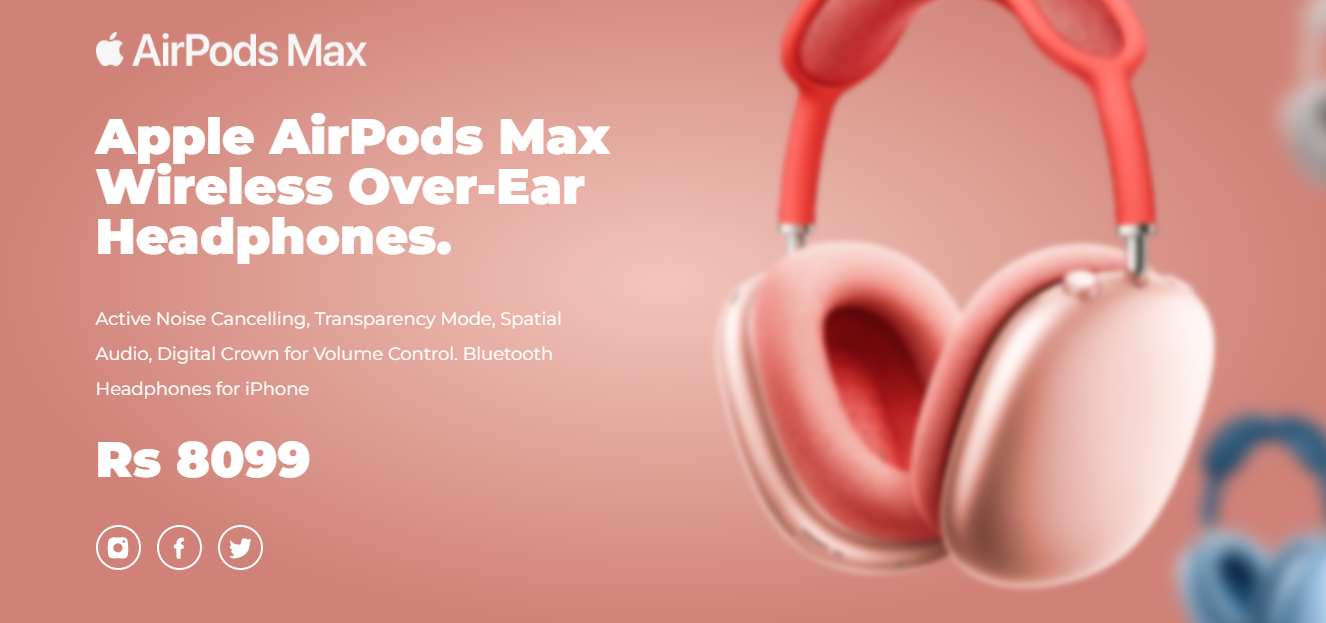 AirPods Max
Apple AirPods Max
Wireless Over-Ear
Headphones.
Active Noise Cancelling, Transparency Mode, Spatial
Audio, Digital Crown for Volume Control. Bluetooth
Headphones for iPhone
Rs 8099